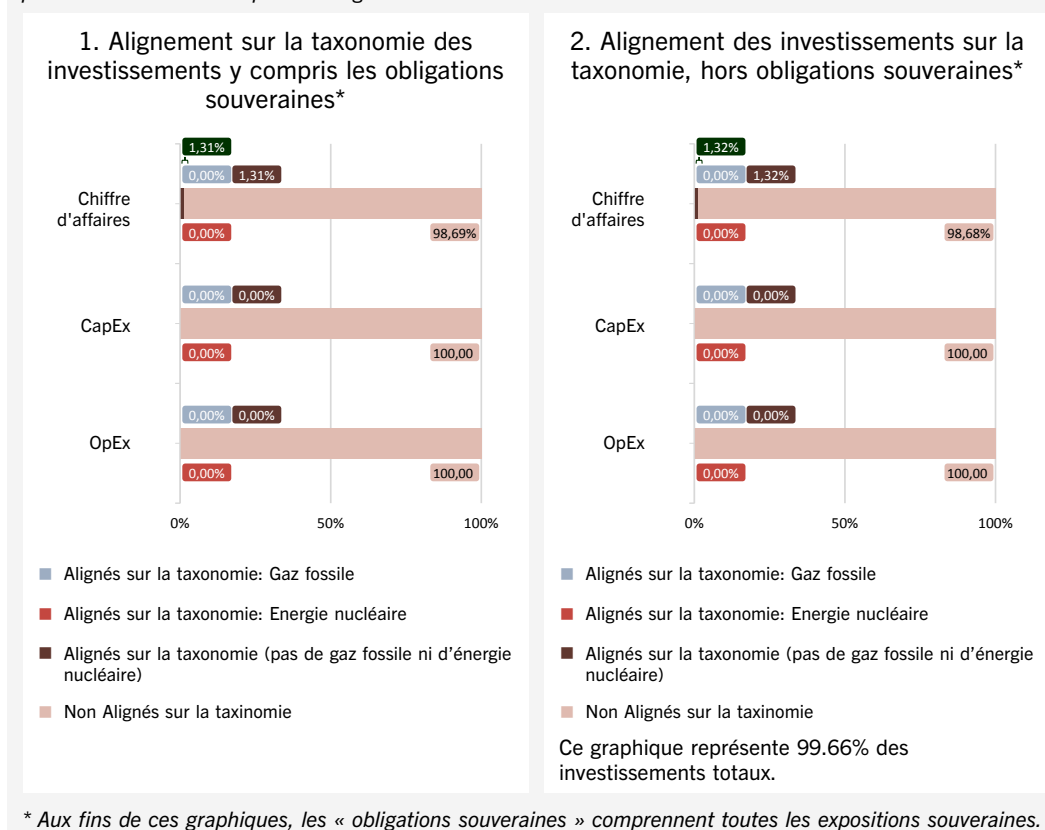 1. Alignement sur la taxonomie des
investissements y compris les obligations
souveraines*
1,31%
0,00% 1,31%
Chiffre
d'affaires
0,00% 98,69%
0,00% 0,00%
CapEx
0,00% 100,00
0,00% 0,00%
OpEx
0,00% 100,00
0% 50% 100%
Alignés sur la taxonomie: Gaz fossile
Alignés sur la taxonomie: Energie nucléaire
Alignés sur la taxonomie (pas de gaz fossile ni d'énergie
nucléaire)
Non Alignés sur la taxinomie
2. Alignement des investissements sur la
taxonomie, hors obligations souveraines*
1,32%
0,00% 1,32%
Chiffre
d'affaires
0,00% 98,68%
0,00% 0,00%
CapEx
0,00% 100,00
0,00% 0,00%
OpEx
0,00% 100,00
0% 50% 100%
Alignés sur la taxonomie: Gaz fossile
Alignés sur la taxonomie: Energie nucléaire
Alignés sur la taxonomie (pas de gaz fossile ni d'énergie
nucléaire)
Non Alignés sur la taxinomie
Ce graphique représente 99.66% des
investissements totaux.
* Aux fins de ces graphiques, les « obligations souveraines » comprennent toutes les expositions souveraines.